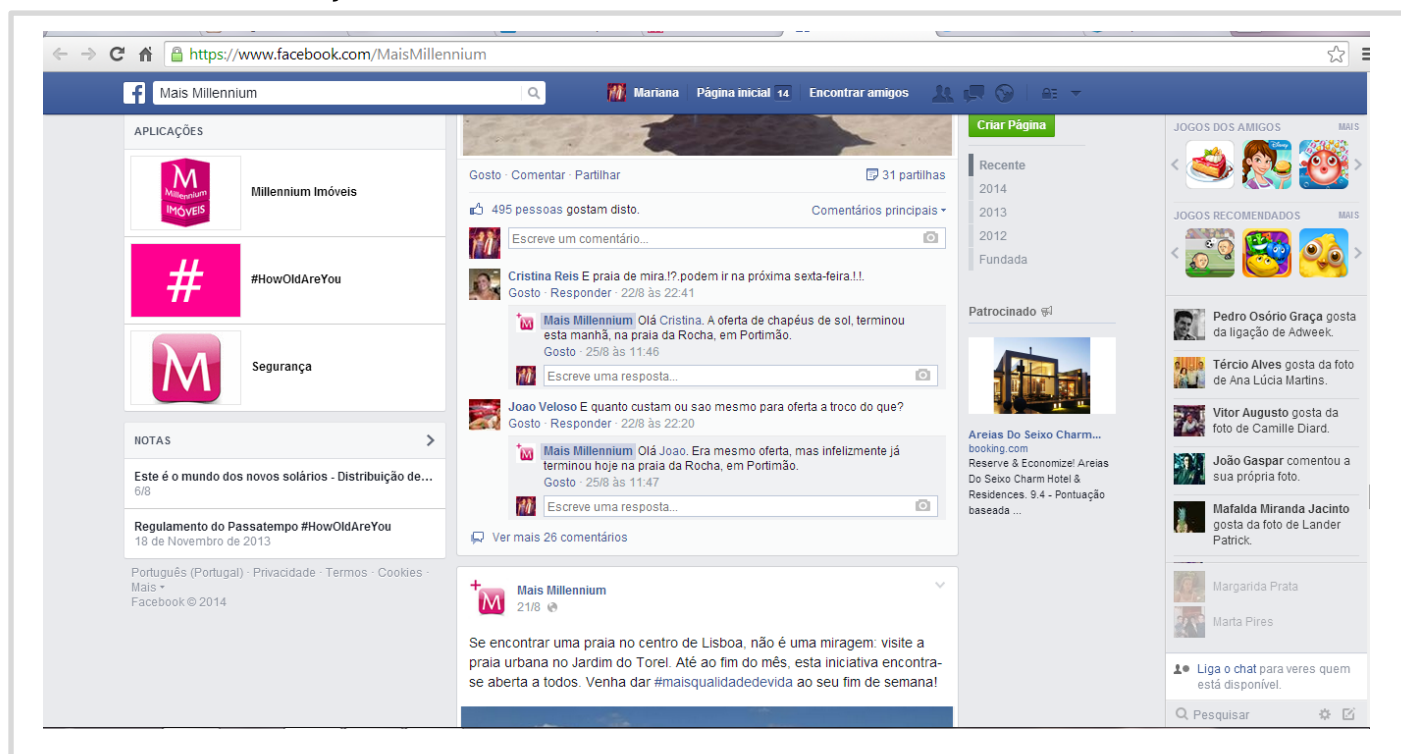 https://www.facebook.com/MaisMillennium
Mais Millennium
Mariana
Página inicial 14
Encontrar amigos
APLICAÇÕES
M
Millennium
IMÓVEIS
Millennium Imóveis
#
#HowOldAreYou
M
Segurança
NOTAS
Este é o mundo dos novos solários - Distribuição de...
6/8
Regulamento do Passatempo #HowOldAreYou
18 de Novembro de 2013
Português (Portugal) · Privacidade · Termos · Cookies ·
Mais
Facebook © 2014
Gosto · Comentar · Partilhar
31 partilhas
495 pessoas gostam disto.
Comentários principais
Escreve um comentário...
Cristina Reis E praia de mira.!?.podem ir na próxima sexta-feira.!.!.
Gosto · Responder · 22/8 às 22:41
Mais Millennium Olá Cristina. A oferta de chapéus de sol, terminou
esta manhã, na praia da Rocha, em Portimão.
Gosto · 25/8 às 11:46
Escreve uma resposta...
Joao Veloso E quanto custam ou sao mesmo para oferta a troco do que?
Gosto · Responder · 22/8 às 22:20
Mais Millennium Olá Joao. Era mesmo oferta, mas infelizmente já
terminou hoje na praia da Rocha, em Portimão.
Gosto · 25/8 às 11:47
Escreve uma resposta...
Ver mais 26 comentários
+M
Mais Millennium
21/8
Se encontrar uma praia no centro de Lisboa, não é uma miragem: visite a
praia urbana no Jardim do Torel. Até ao fim do mês, esta iniciativa encontra-
se aberta a todos. Venha dar #maisqualidadedevida ao seu fim de semana!
Criar Página
Recente
2014
2013
2012
Fundada
Patrocinado
Areias Do Seixo Charm...
booking.com
Reserve & Economize! Areias
Do Seixo Charm Hotel &
Residences. 9.4 - Pontuação
baseada ...
JOGOS DOS AMIGOS
MAIS
JOGOS RECOMENDADOS
MAIS
Pedro Osório Graça gosta
da ligação de Adweek.
Tércio Alves gosta da foto
de Ana Lúcia Martins.
Vitor Augusto gosta da
foto de Camille Diard.
João Gaspar comentou a
sua própria foto.
Mafalda Miranda Jacinto
gosta da foto de Lander
Patrick.
Margarida Prata
Marta Pires
Liga o chat para veres quem
está disponível.
Pesquisar